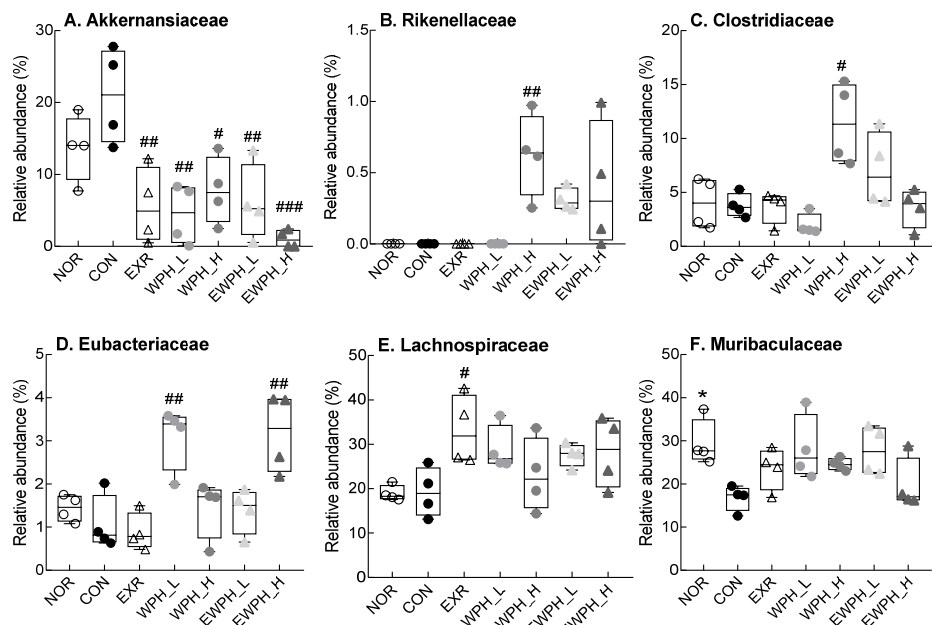 A. Akkernansiaceae
Relative abundance (%)
30
20
10
0
##
##
#
##
###
NOR
CON
EXR
WPH_L
WPH_H
EWPH_L
EWPH_H
B. Rikenellaceae
Relative abundance (%)
1.5
1.0
0.5
0.0
##
NOR
CON
EXR
WPH_L
WPH_H
EWPH_L
EWPH_H
C. Clostridiaceae
Relative abundance (%)
20
15
10
5
0
#
NOR
CON
EXR
WPH_L
WPH_H
EWPH_L
EWPH_H
D. Eubacteriaceae
Relative abundance (%)
5
4
3
2
1
0
##
##
NOR
CON
EXR
WPH_L
WPH_H
EWPH_L
EWPH_H
E. Lachnospiraceae
Relative abundance (%)
50
40
30
20
10
0
#
NOR
CON
EXR
WPH_L
WPH_H
EWPH_L
EWPH_H
F. Muribaculaceae
Relative abundance (%)
50
40
30
20
10
0
*
NOR
CON
EXR
WPH_L
WPH_H
EWPH_L
EWPH_H